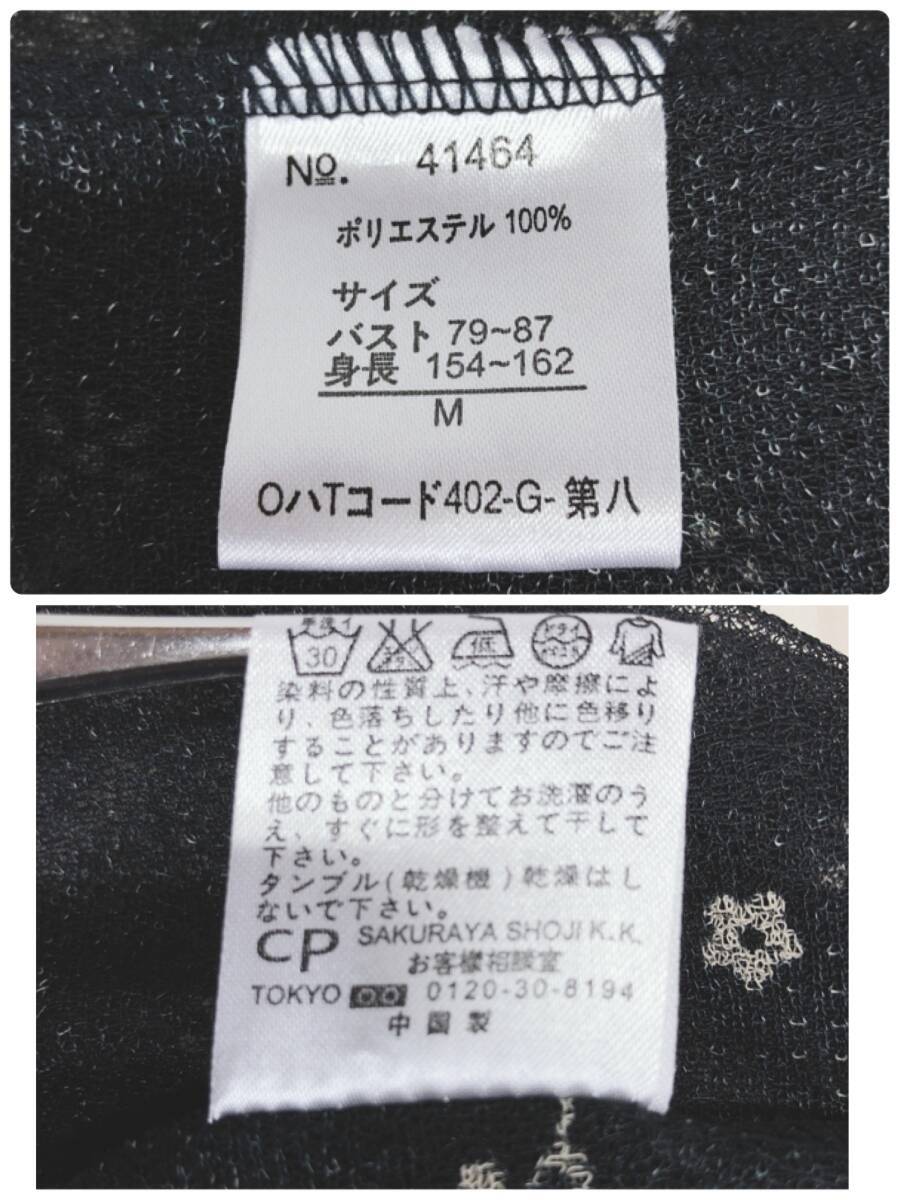 No. 41464
ポリエステル 100%
サイズ
バスト 79~87
身長 154~162
M
OハTコード402-G-第八
手洗イ 30
低
ドライ
染料の性質上、汗や摩擦によ
り、色落ちしたり他に色移り
することがありますのでご注
意して下さい。
他のものと分けてお洗濯のう
え、すぐに形を整えて干して
下さい。
タンブル(乾燥機)乾燥はし
ないで下さい。
CP SAKURAYA SHOJI K.K.
お客様相談室
TOKYO 0120-30-8194
中国製